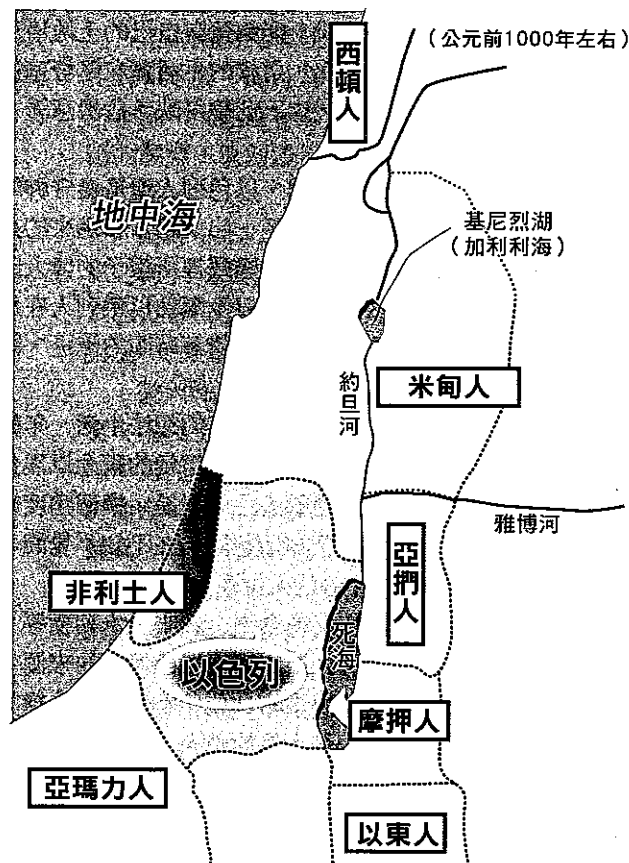 （公元前1000年左右）
西頓人
地中海
基尼烈湖
（加利利海）
米甸人
約旦河
雅博河
亞捫人
非利士人
死海
以色列
摩押人
亞瑪力人
以東人